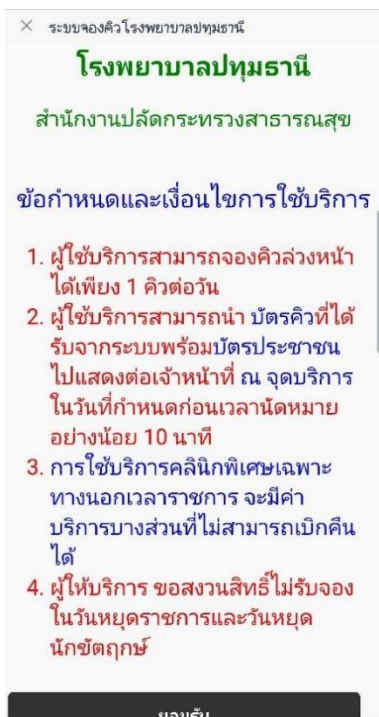 × ระบบจองคิวโรงพยาบาลปทุมธานี
โรงพยาบาลปทุมธานี
สำนักงานปลัดกระทรวงสาธารณสุข
ข้อกำหนดและเงื่อนไขการใช้บริการ
1. ผู้ใช้บริการสามารถจองคิวล่วงหน้า
ได้เพียง 1 คิวต่อวัน
2. ผู้ใช้บริการสามารถนำ บัตรคิวที่ได้
รับจากระบบพร้อมบัตรประชาชน
ไปแสดงต่อเจ้าหน้าที่ ณ จุดบริการ
ในวันที่กำหนดก่อนเวลานัดหมาย
อย่างน้อย 10 นาที
3. การใช้บริการคลินิกพิเศษเฉพาะ
ทางนอกเวลาราชการ จะมีค่า
บริการบางส่วนที่ไม่สามารถเบิกคืน
ได้
4. ผู้ให้บริการ ขอสงวนสิทธิ์ไม่รับจอง
ในวันหยุดราชการและวันหยุด
นักขัตฤกษ์
ยอมรับ